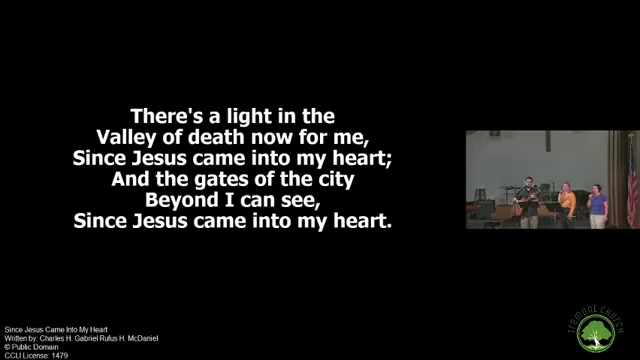 There's a light in the
Valley of death now for me,
Since Jesus came into my heart;
And the gates of the city
Beyond I can see,
Since Jesus came into my heart.
Since Jesus Came Into My Heart
Written by: Charles H. Gabriel Rufus H. McDaniel
© Public Domain
CCLI License: 1479
TREMONT CHURCH